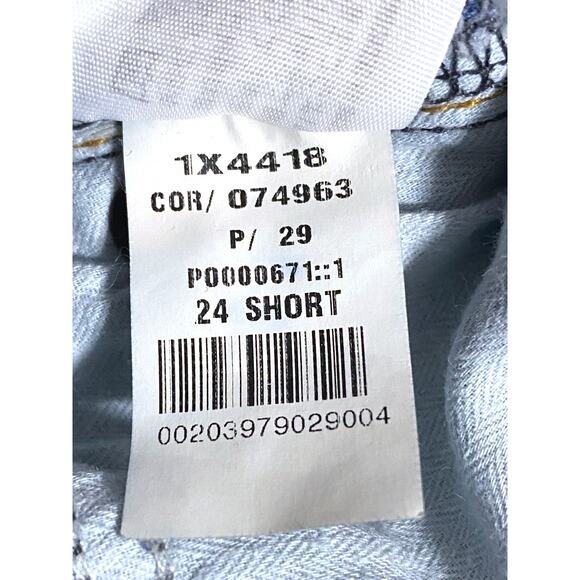 1X4418
COR/ 074963
P/ 29
P0000671::1
24 SHORT
00203979029004